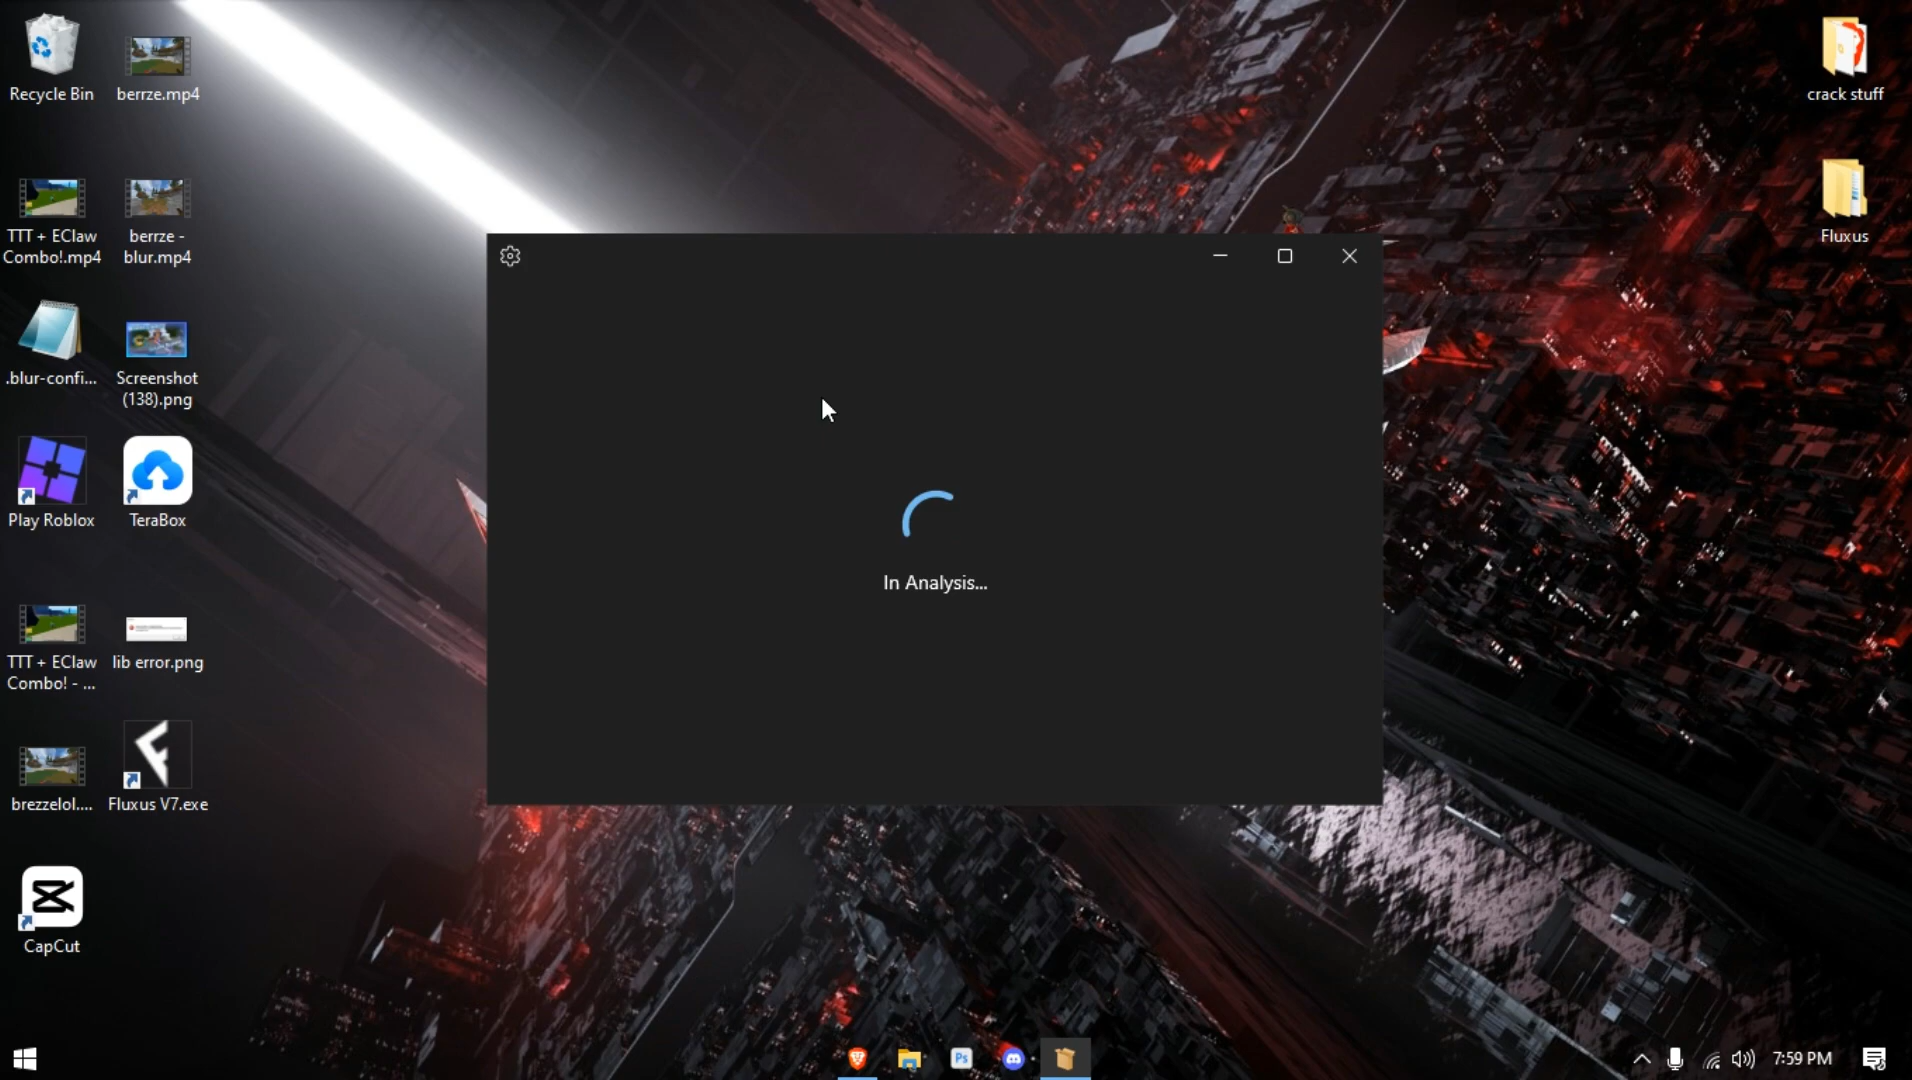 Recycle Bin
berrze.mp4
TTT + EClaw
Combo!.mp4
berrze -
blur.mp4
.blur-confi...
Screenshot
(138).png
Play Roblox
TeraBox
TTT + EClaw
Combo! - ...
lib error.png
brezzelol....
Fluxus V7.exe
CapCut
crack stuff
Fluxus
In Analysis...
Ps
7:59 PM